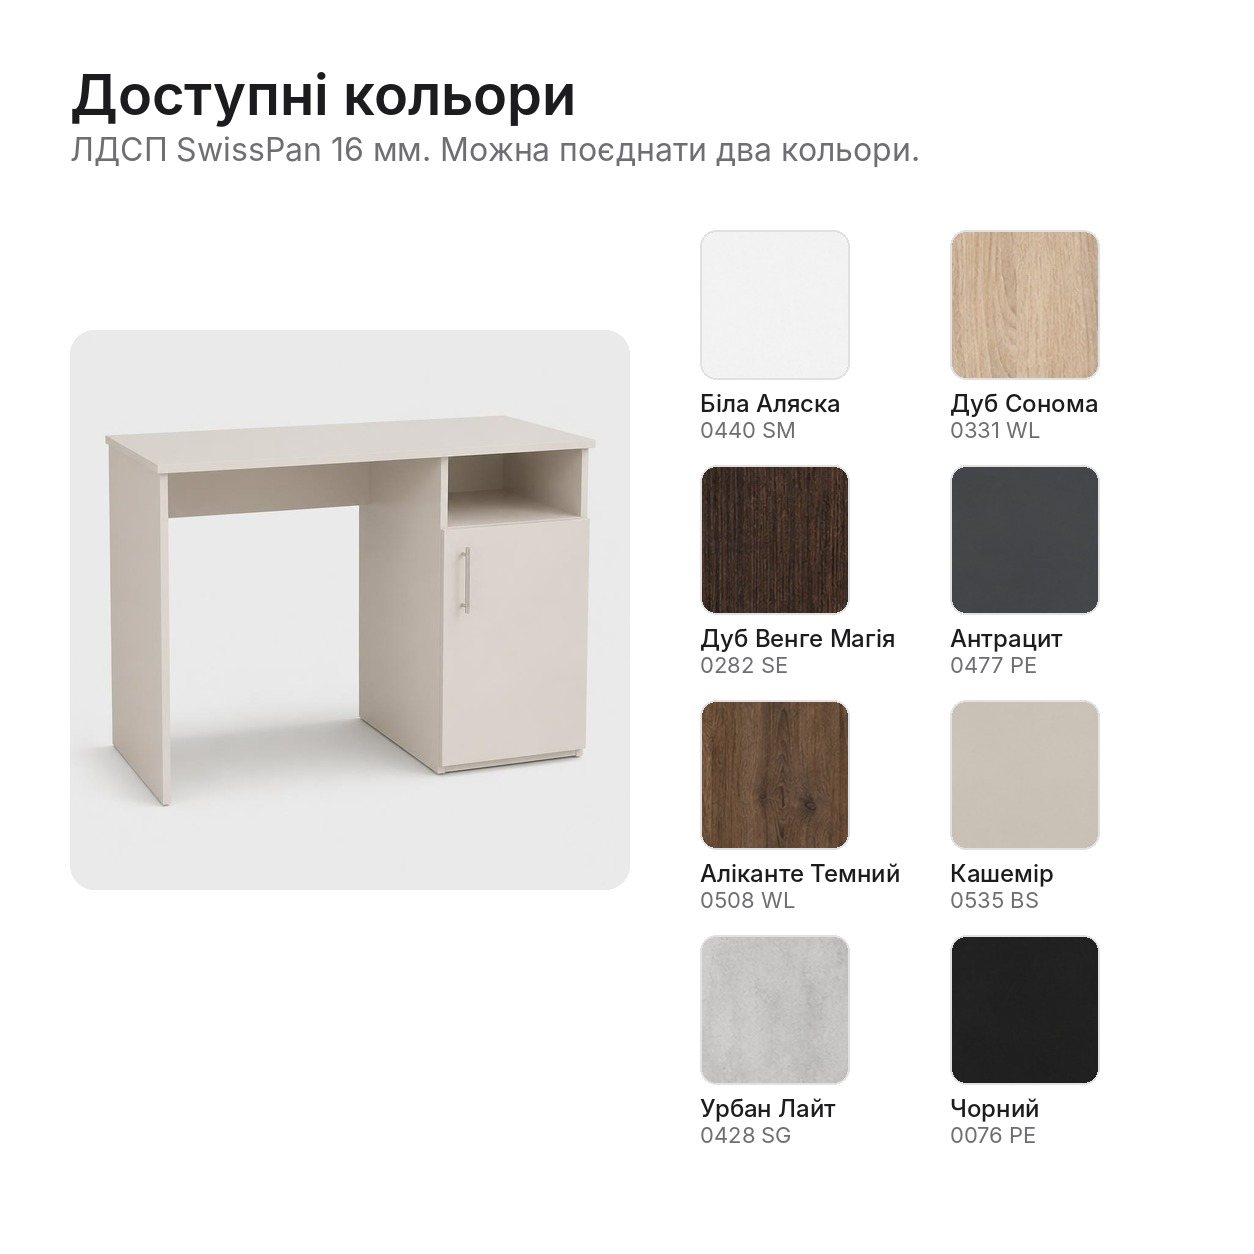 Доступні кольори
ЛДСП SwissPan 16 мм. Можна поєднати два кольори.
Біла Аляска
0440 SM
Дуб Сонома
0331 WL
Дуб Венге Магія
0282 SE
Антрацит
0477 PE
Аліканте Темний
0508 WL
Кашемір
0535 BS
Урбан Лайт
0428 SG
Чорний
0076 PE